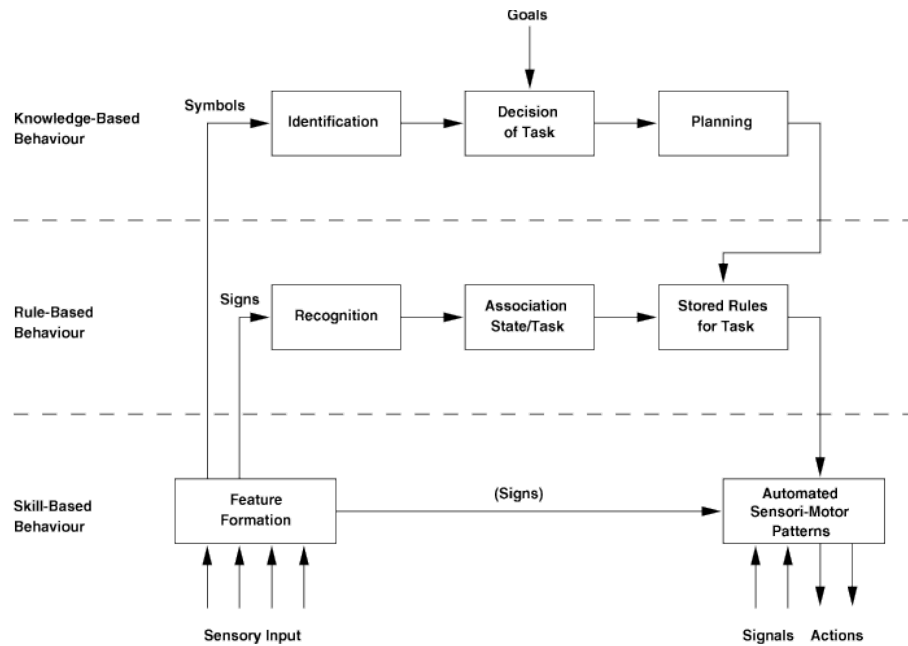 Goals
Symbols
Knowledge-Based
Behaviour
Identification
Decision
of Task
Planning
Signs
Rule-Based
Behaviour
Recognition
Association
State/Task
Stored Rules
for Task
Skill-Based
Behaviour
Feature
Formation
(Signs)
Automated
Sensori-Motor
Patterns
Sensory Input
Signals
Actions